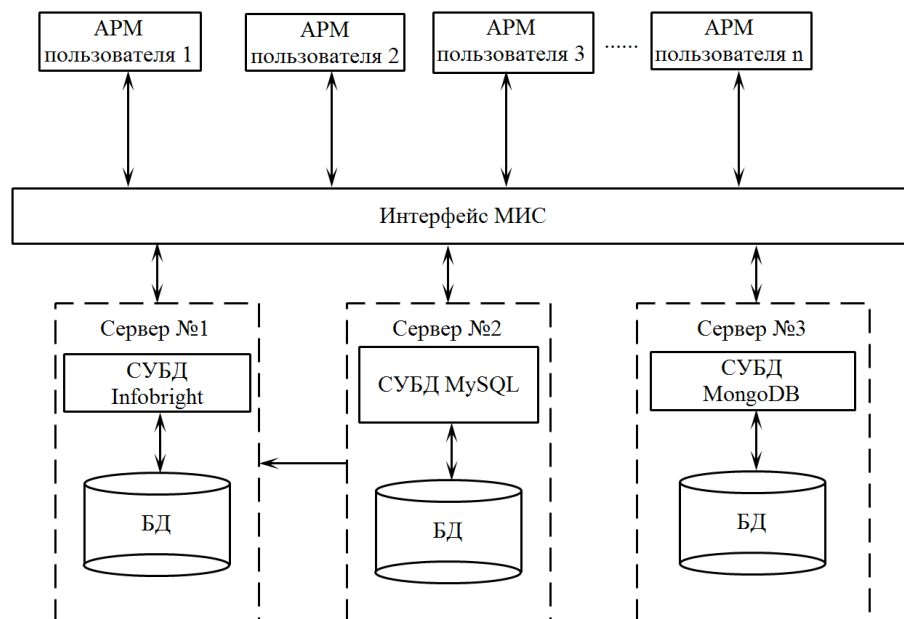 АРМ
пользователя 1
АРМ
пользователя 2
АРМ
пользователя 3
......
АРМ
пользователя n
Интерфейс МИС
Сервер №1
СУБД
Infobright
БД
Сервер №2
СУБД MySQL
БД
Сервер №3
СУБД
MongoDB
БД